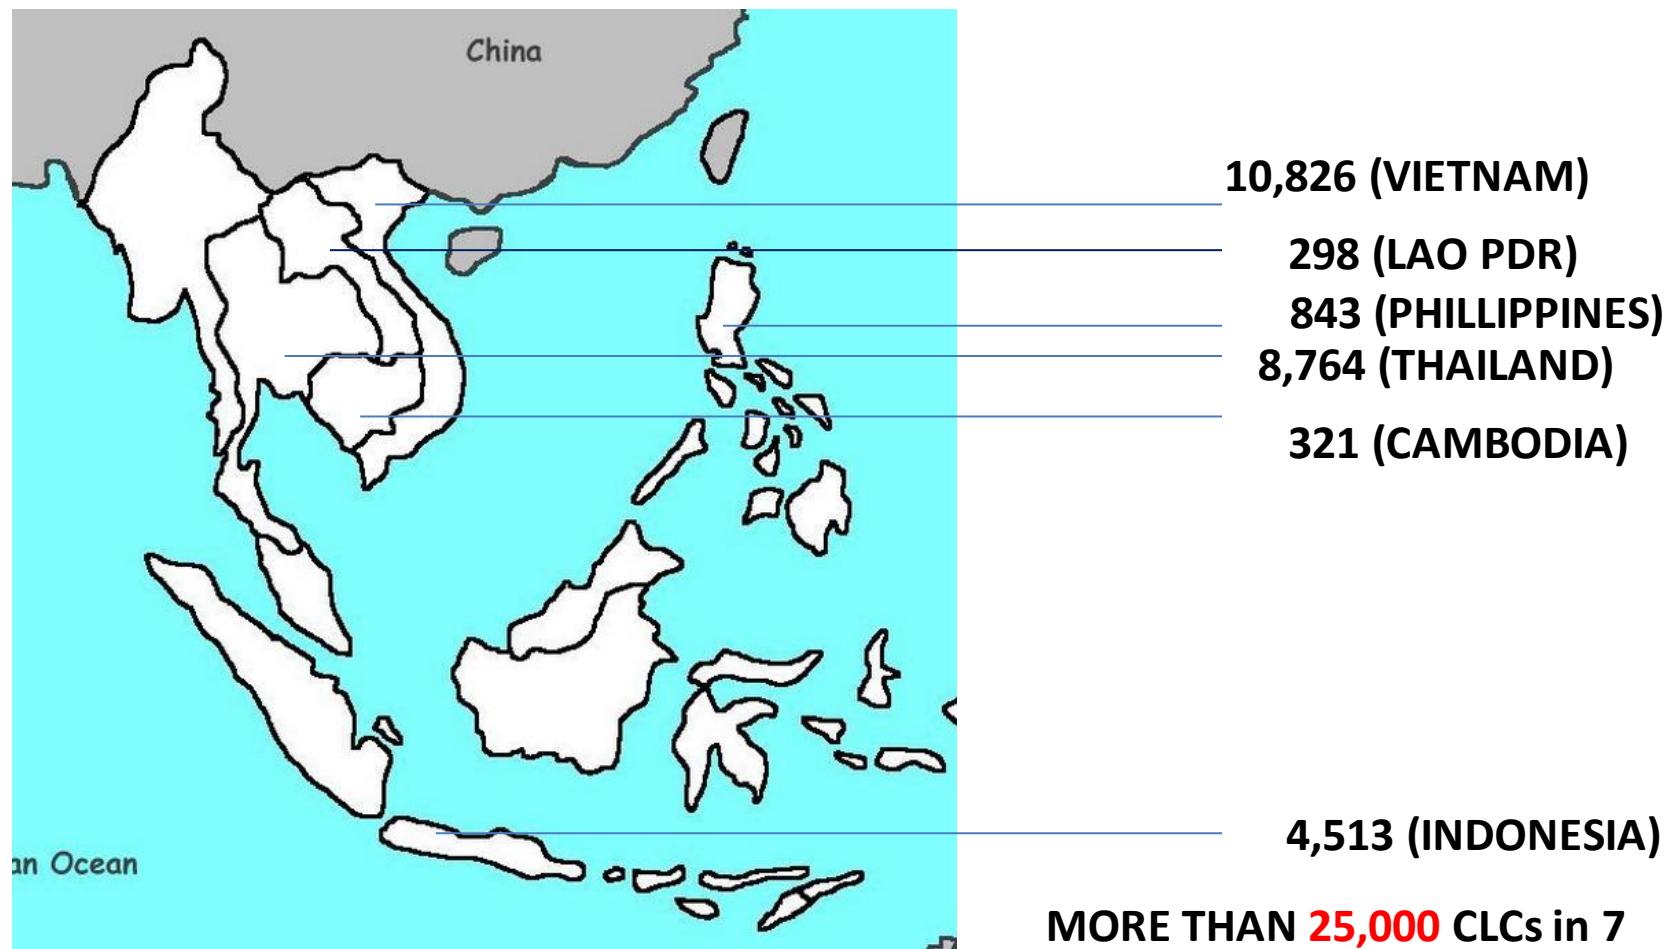 China
10,826 (VIETNAM)
298 (LAO PDR)
843 (PHILLIPPINES)
8,764 (THAILAND)
321 (CAMBODIA)
4,513 (INDONESIA)
an Ocean
MORE THAN 25,000 CLCs in 7